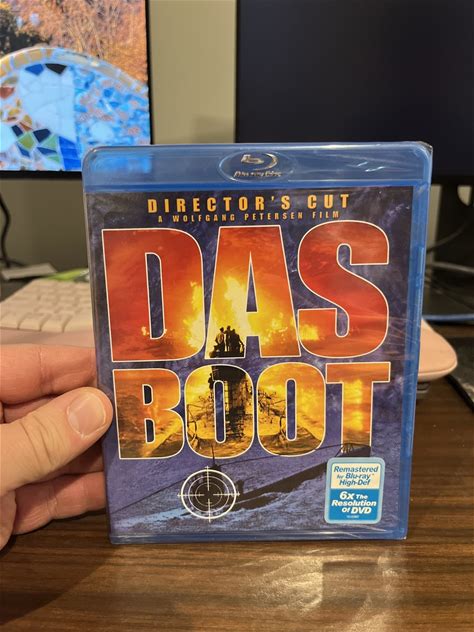 Blu-ray Disc
DIRECTOR'S CUT
A WOLFGANG PETERSEN FILM
DAS
BOOT
Remastered
for Blu-ray™
High-Def
6x The
Resolution
Of DVD